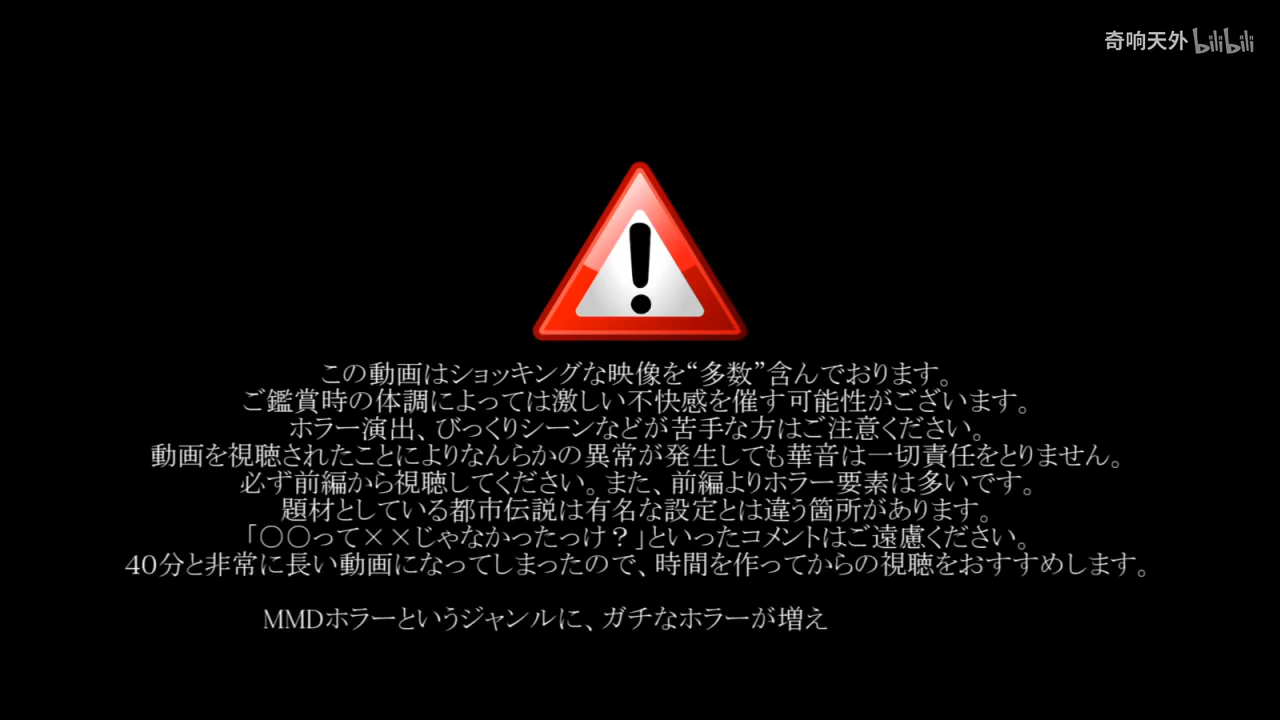 奇响天外 bilibili
この動画はショッキングな映像を“多数”含んでおります。
ご鑑賞時の体調によっては激しい不快感を催す可能性がございます。
ホラー演出、びっくりシーンなどが苦手な方はご注意ください。
動画を視聴されたことによりなんらかの異常が発生しても華音は一切責任をとりません。
必ず前編から視聴してください。また、前編よりホラー要素は多いです。
題材としている都市伝説は有名な設定とは違う箇所があります。
「○○って××じゃなかったっけ？」といったコメントはご遠慮ください。
40分と非常に長い動画になってしまったので、時間を作ってからの視聴をおすすめします。
MMDホラーというジャンルに、ガチなホラーが増え